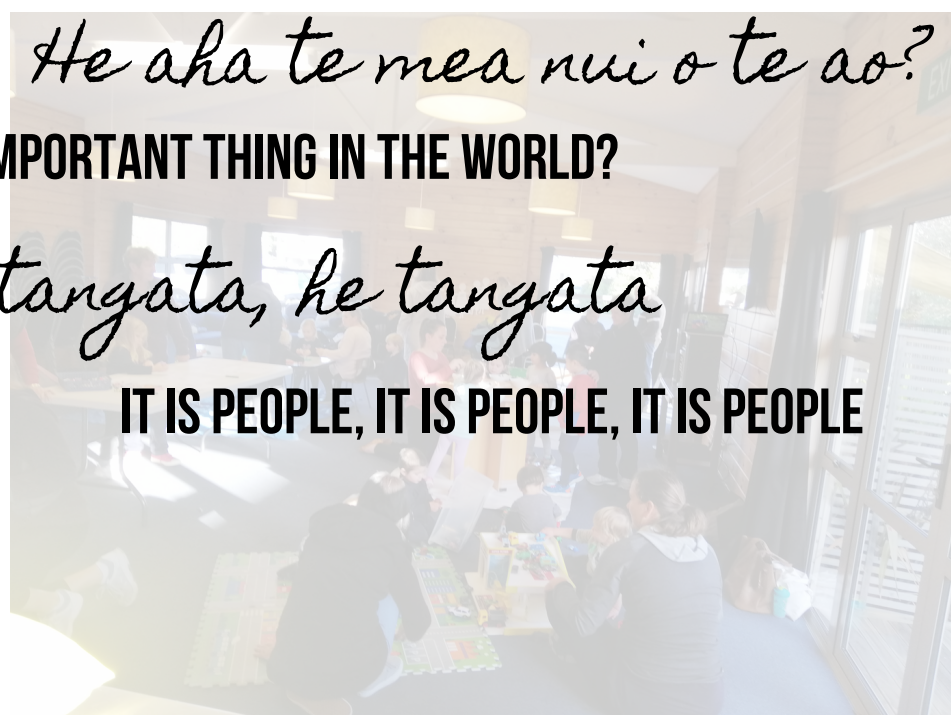 He aha te mea nui o te ao?
MPORTANT THING IN THE WORLD?
tangata, he tangata
IT IS PEOPLE, IT IS PEOPLE, IT IS PEOPLE